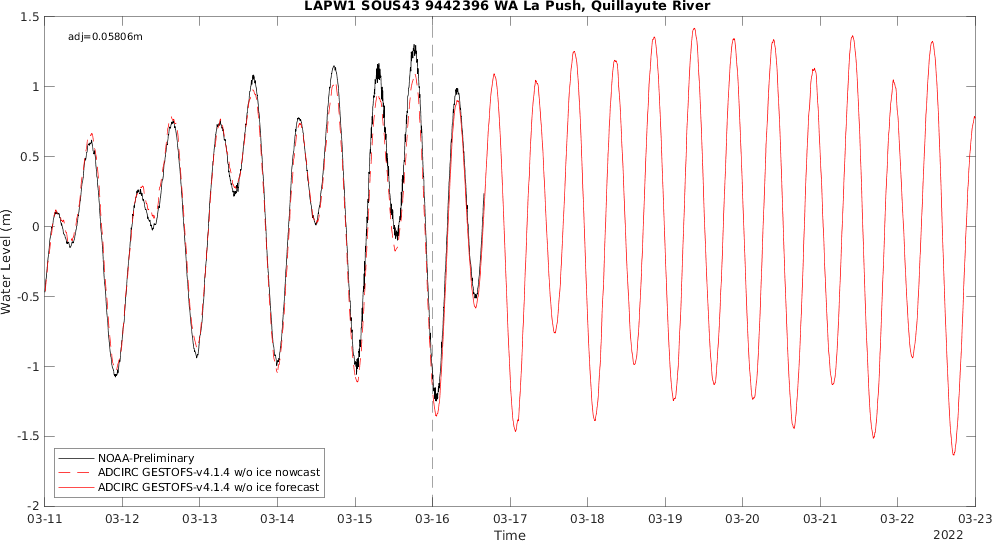 LAPW1 SOUS43 9442396 WA La Push, Quillayute River
adj=0.05806m
1.5
1
0.5
0
-0.5
-1
-1.5
-2
Water Level (m)
NOAA-Preliminary
ADCIRC GESTOFS-v4.1.4 w/o ice nowcast
ADCIRC GESTOFS-v4.1.4 w/o ice forecast
03-11 03-12 03-13 03-14 03-15 03-16 03-17 03-18 03-19 03-20 03-21 03-22 03-23
Time
2022